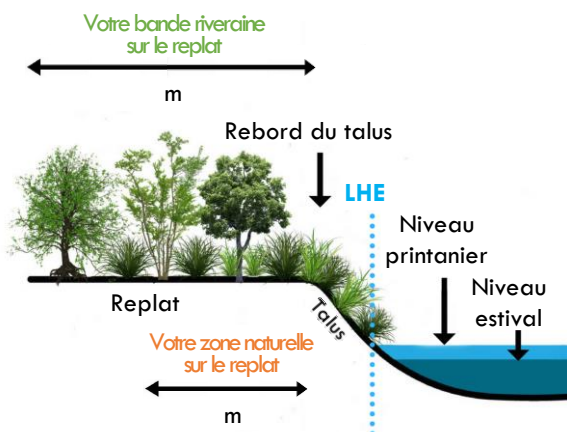 Votre bande riveraine
sur le replat
m
Rebord du talus
LHE
Niveau
printanier
Niveau
estival
Replat
Talus
Votre zone naturelle
sur le replat
m